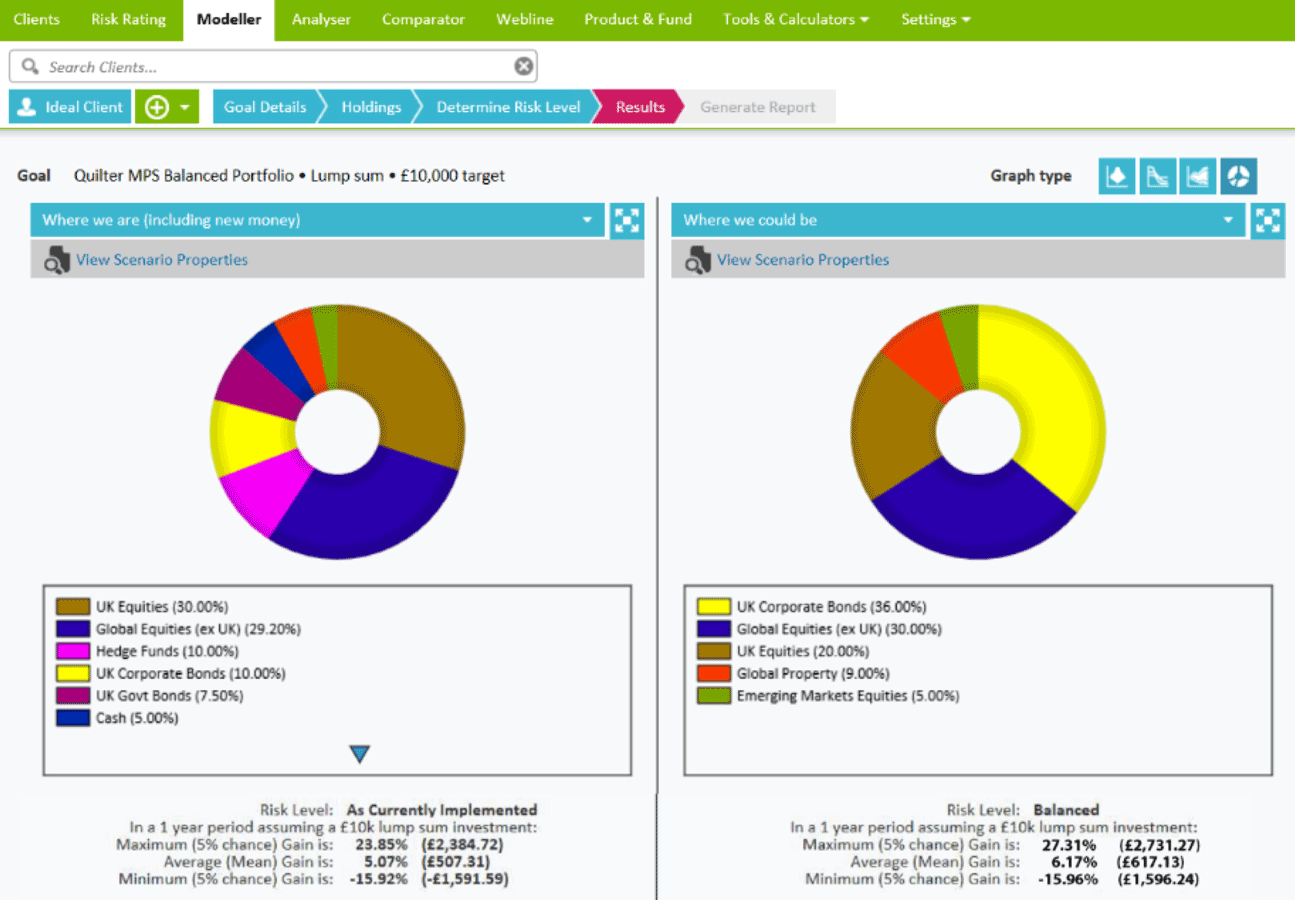 Clients Risk Rating Modeller Analyser Comparator Webline Product & Fund Tools & Calculators Settings
Search Clients...
Ideal Client Goal Details Holdings Determine Risk Level Results Generate Report
Goal Quilter MPS Balanced Portfolio • Lump sum • £10,000 target Graph type
Where we are (including new money)
View Scenario Properties
UK Equities (30.00%)
Global Equities (ex UK) (29.20%)
Hedge Funds (10.00%)
UK Corporate Bonds (10.00%)
UK Govt Bonds (7.50%)
Cash (5.00%)
Risk Level: As Currently Implemented
In a 1 year period assuming a £10k lump sum investment:
Maximum (5% chance) Gain is: 23.85% (£2,384.72)
Average (Mean) Gain is: 5.07% (£507.31)
Minimum (5% chance) Gain is: -15.92% (-£1,591.59)
Where we could be
View Scenario Properties
UK Corporate Bonds (36.00%)
Global Equities (ex UK) (30.00%)
UK Equities (20.00%)
Global Property (9.00%)
Emerging Markets Equities (5.00%)
Risk Level: Balanced
In a 1 year period assuming a £10k lump sum investment:
Maximum (5% chance) Gain is: 27.31% (£2,731.27)
Average (Mean) Gain is: 6.17% (£617.13)
Minimum (5% chance) Gain is: -15.96% (£1,596.24)